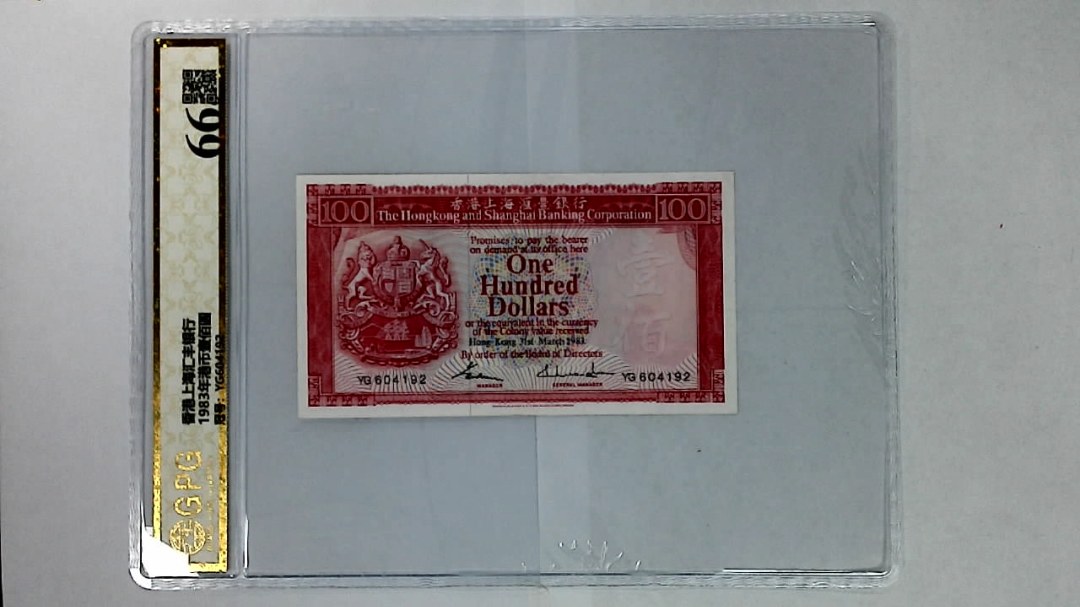 香港上海汇丰银行
1983年港币壹佰圆
冠号: YG604192
GPG
香港上海滙豐銀行
100 The Hongkong and Shanghai Banking Corporation 100
Promises to pay the bearer
on demand at its office here
One
Hundred
Dollars
or the equivalent in the currency
of the Colony value received
Hong Kong 31st March 1983
By order of the Board of Directors
壹佰
YG 604192
YG 604192
MANAGER
GENERAL MANAGER